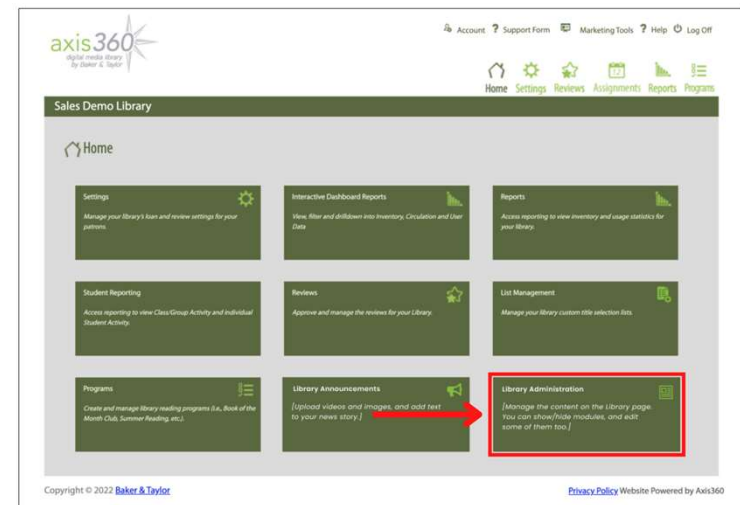 axis360
digital media library
by Baker & Taylor
Account ? Support Form Marketing Tools ? Help Log Off
12
Home Settings Reviews Assignments Reports Programs
Sales Demo Library
Home
Settings
Manage your library's loan and review settings for your
patrons.
Interactive Dashboard Reports
View, filter and drilldown into Inventory, Circulation and User
Data
Reports
Access reporting to view inventory and usage statistics for
your library.
Student Reporting
Access reporting to view Class/Group Activity and individual
Student Activity.
Reviews
Approve and manage the reviews for your Library.
List Management
Manage your library custom title selection lists.
Programs
Create and manage library reading programs (i.e., Book of the
Month Club, Summer Reading, etc.).
Library Announcements
[Upload videos and images, and add text
to your news story.]
Library Administration
[Manage the content on the Library page.
You can show/hide modules, and edit
some of them too.]
Copyright © 2022 Baker & Taylor
Privacy Policy Website Powered by Axis360